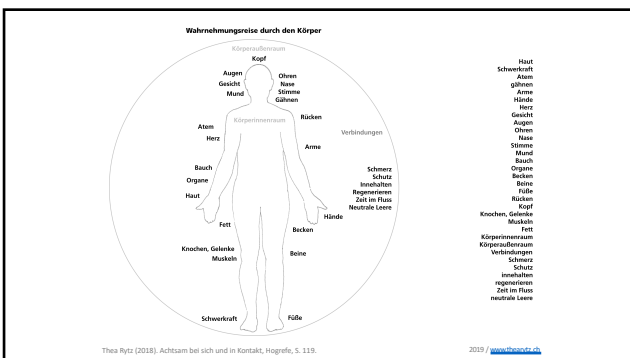 Wahrnehmungsreise durch den Körper
Körperaußenraum
Kopf
Augen
Gesicht
Mund
Ohren
Nase
Stimme
Gähnen
Körperinnenraum
Rücken
Atem
Herz
Verbindungen
Arme
Bauch
Organe
Haut
Schmerz
Schutz
Innehalten
Regenerieren
Zeit im Fluss
Neutrale Leere
Hände
Fett
Becken
Knochen, Gelenke
Muskeln
Beine
Schwerkraft
Füße
Haut
Schwerkraft
Atem
gähnen
Arme
Hände
Herz
Gesicht
Augen
Ohren
Nase
Stimme
Mund
Bauch
Organe
Becken
Beine
Füße
Rücken
Kopf
Knochen, Gelenke
Muskeln
Fett
Körperinnenraum
Körperaußenraum
Verbindungen
Schmerz
Schutz
innehalten
regenerieren
Zeit im Fluss
neutrale Leere
Thea Rytz (2018). Achtsam bei sich und in Kontakt, Hogrefe, S. 119.
2019 / www.thearytz.ch